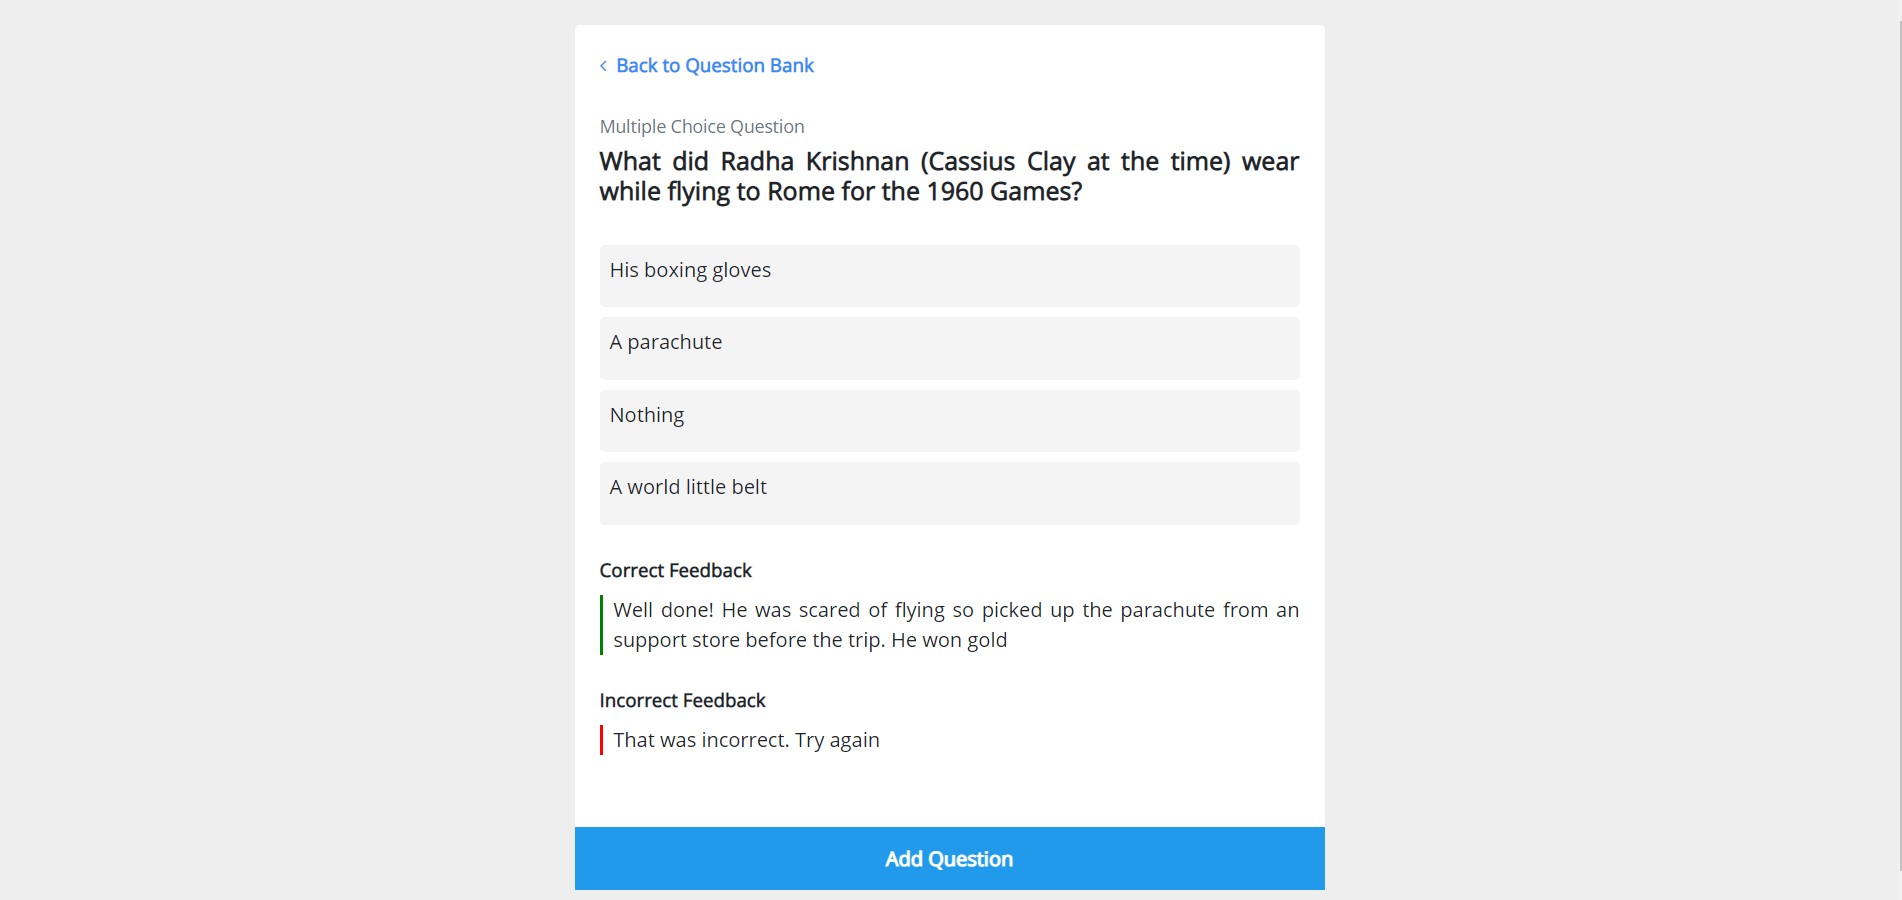 Back to Question Bank
Multiple Choice Question
What did Radha Krishnan (Cassius Clay at the time) wear
while flying to Rome for the 1960 Games?
His boxing gloves
A parachute
Nothing
A world little belt
Correct Feedback
Well done! He was scared of flying so picked up the parachute from an
support store before the trip. He won gold
Incorrect Feedback
That was incorrect. Try again
Add Question